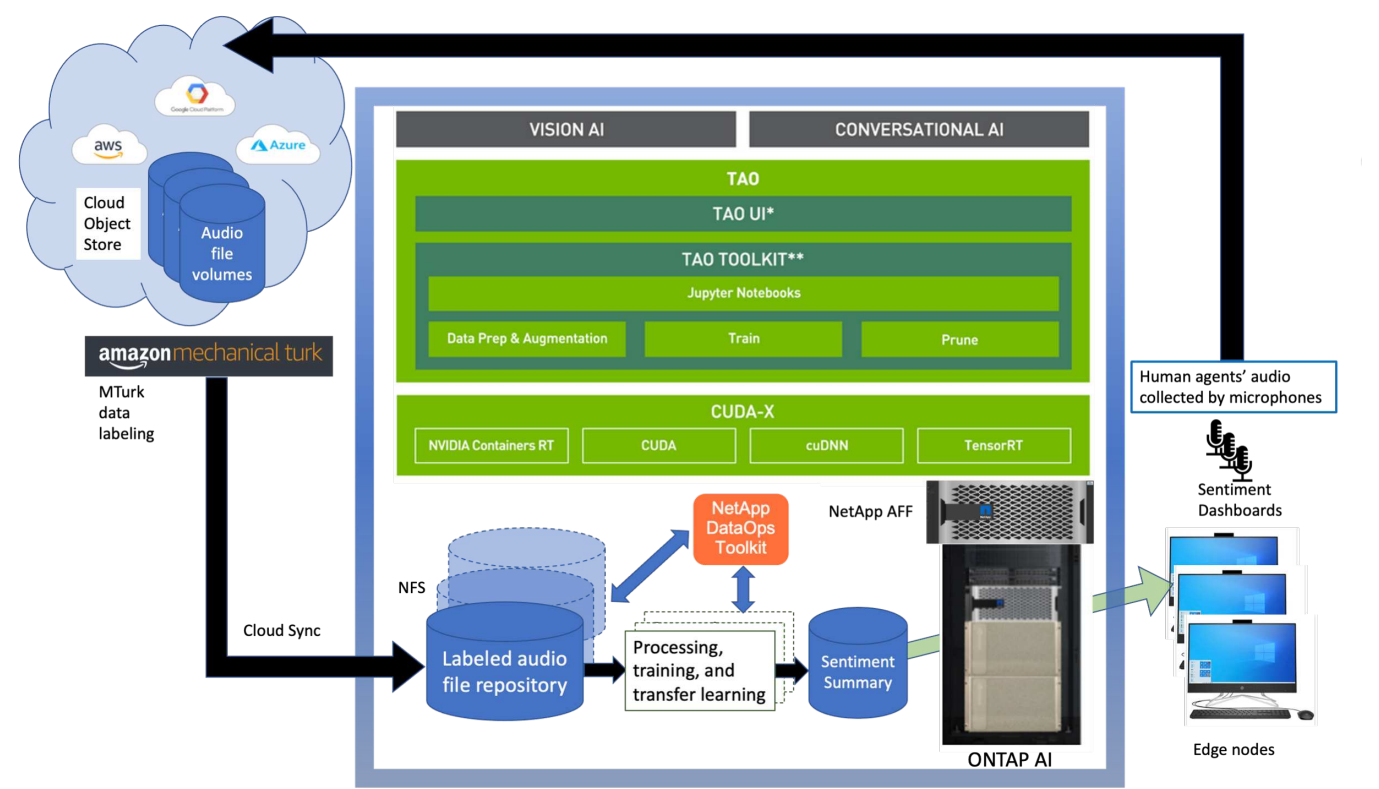 Google Cloud Platform
aws
Azure
Cloud
Object
Store
Audio
file
volumes
amazon mechanical turk
MTurk
data
labeling
Cloud Sync
VISION AI
CONVERSATIONAL AI
TAO
TAO UI*
TAO TOOLKIT**
Jupyter Notebooks
Data Prep & Augmentation
Train
Prune
CUDA-X
NVIDIA Containers RT
CUDA
cuDNN
TensorRT
NetApp
DataOps
Toolkit
NetApp AFF
NFS
Labeled audio
file repository
Processing,
training, and
transfer learning
Sentiment
Summary
ONTAP AI
Human agents’ audio
collected by microphones
Sentiment
Dashboards
Edge nodes